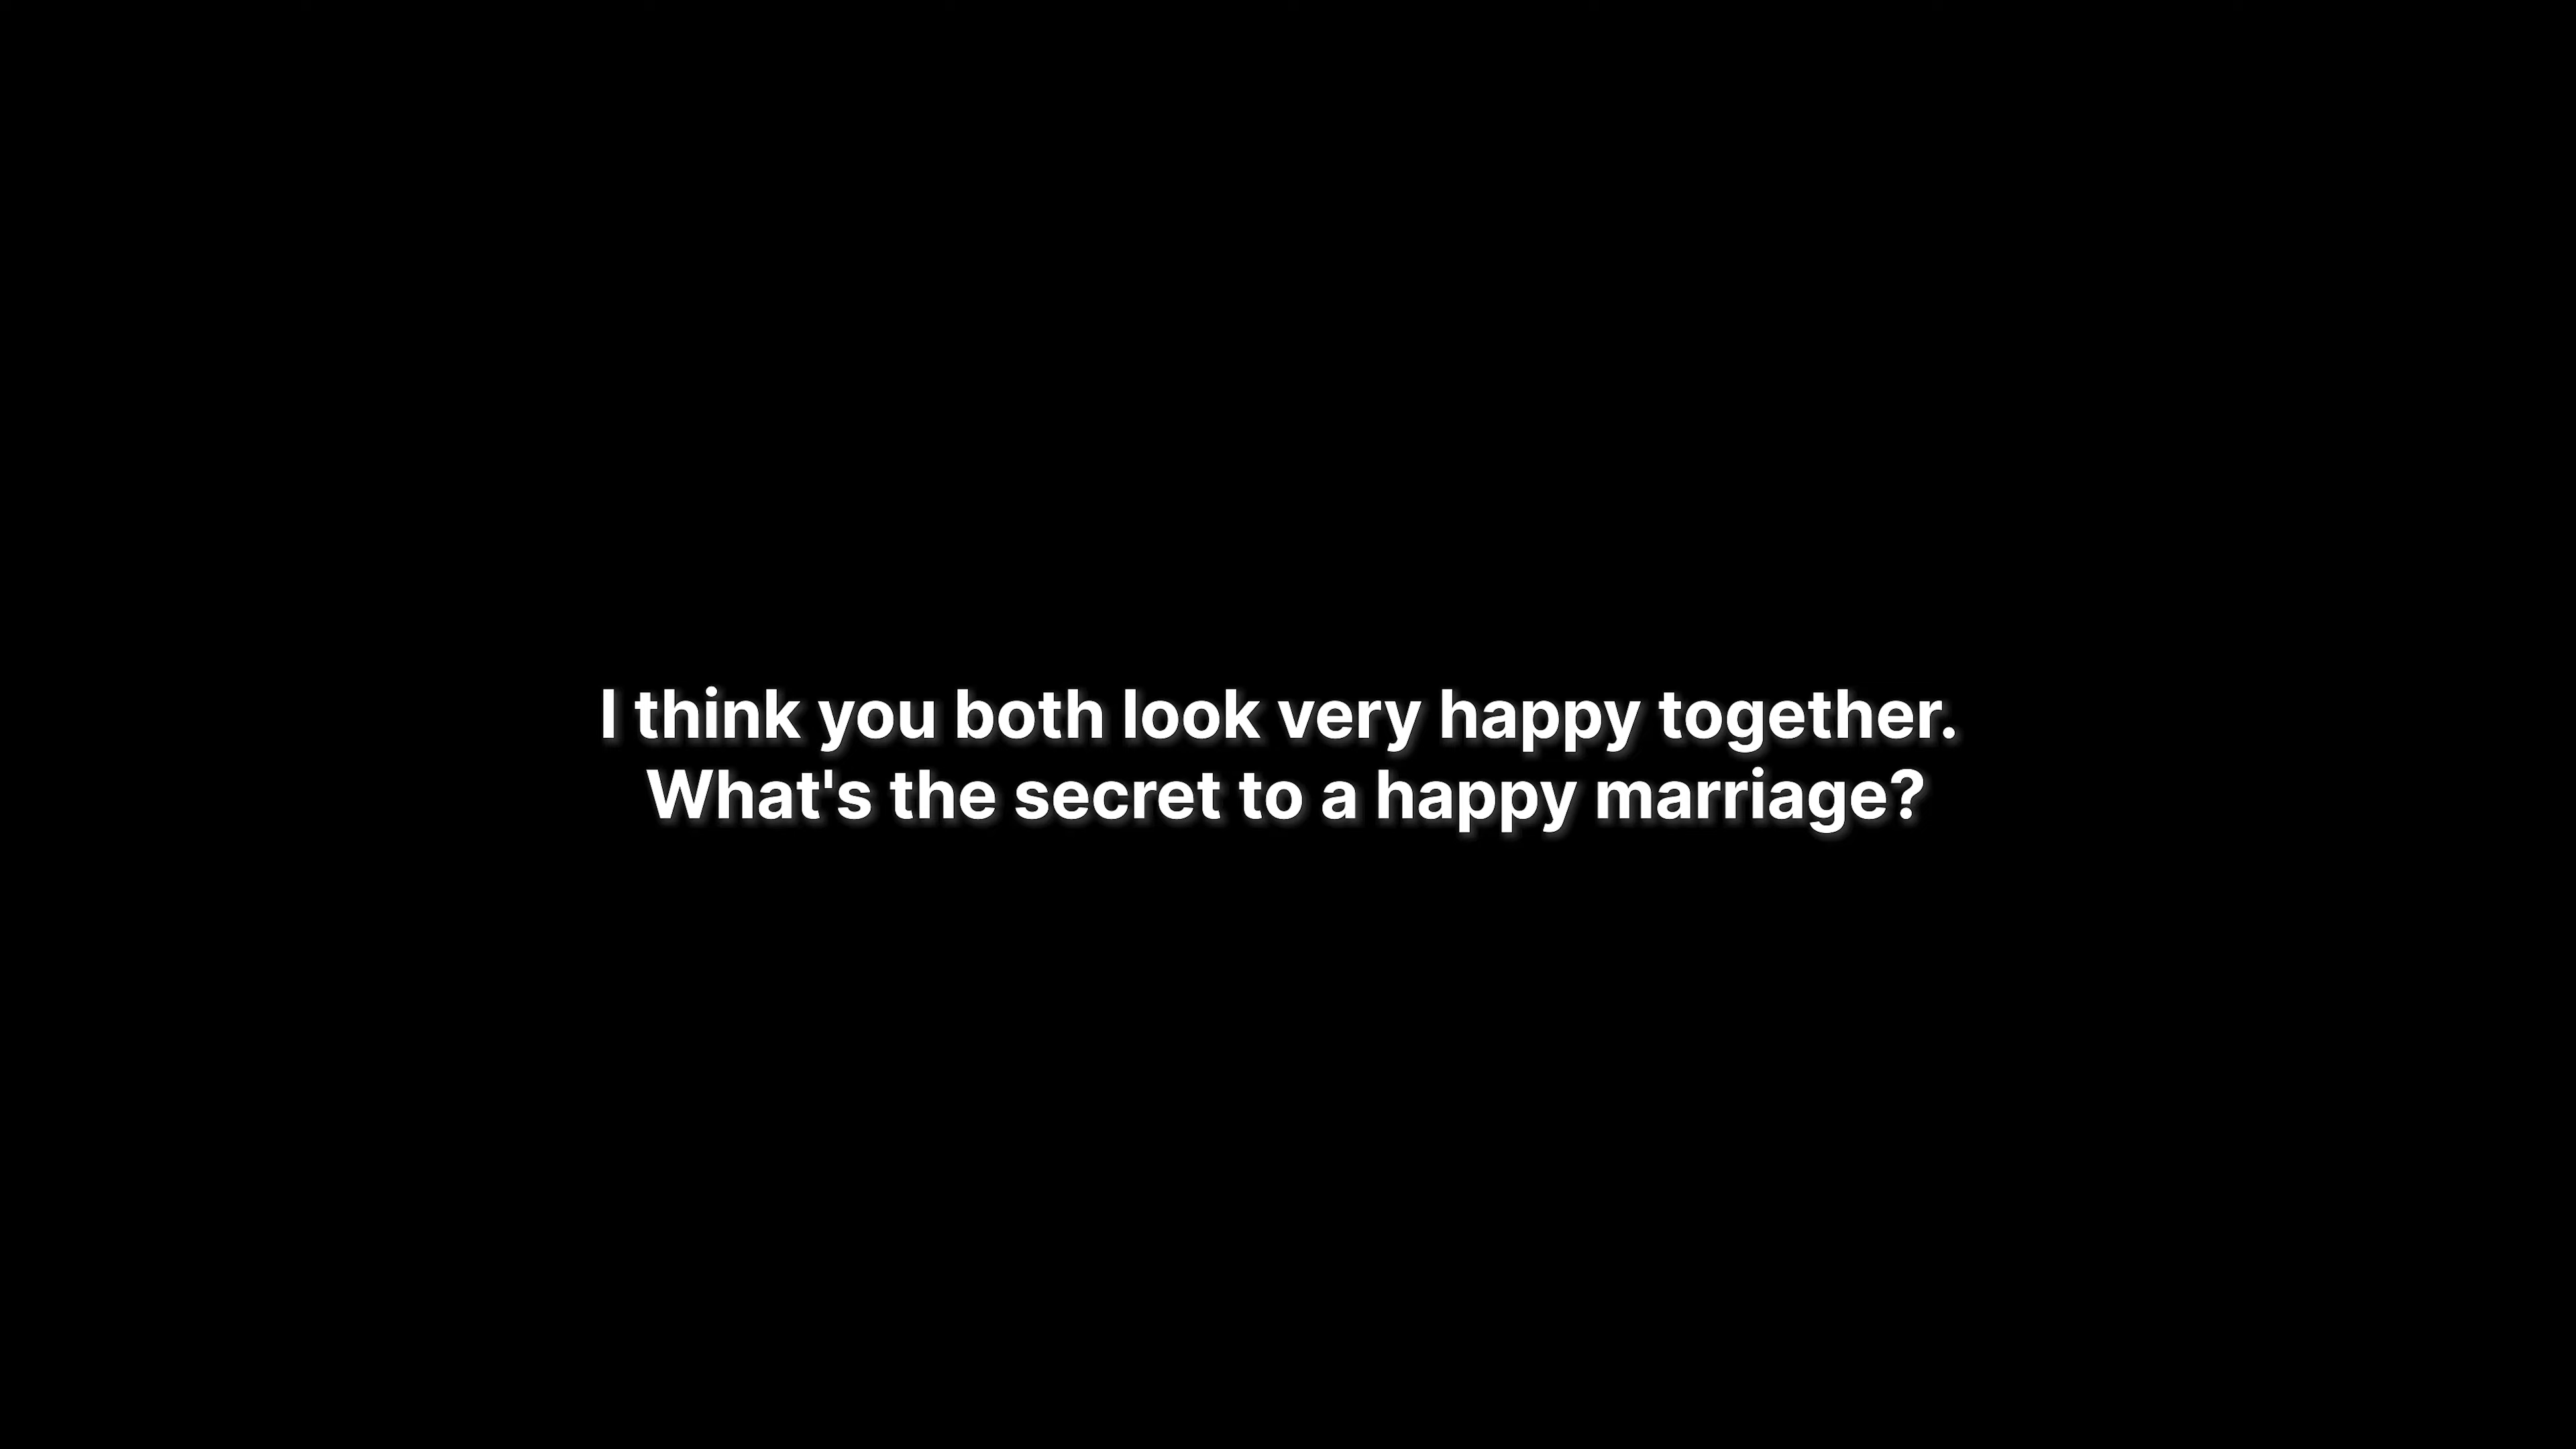 I think you both look very happy together.
What's the secret to a happy marriage?